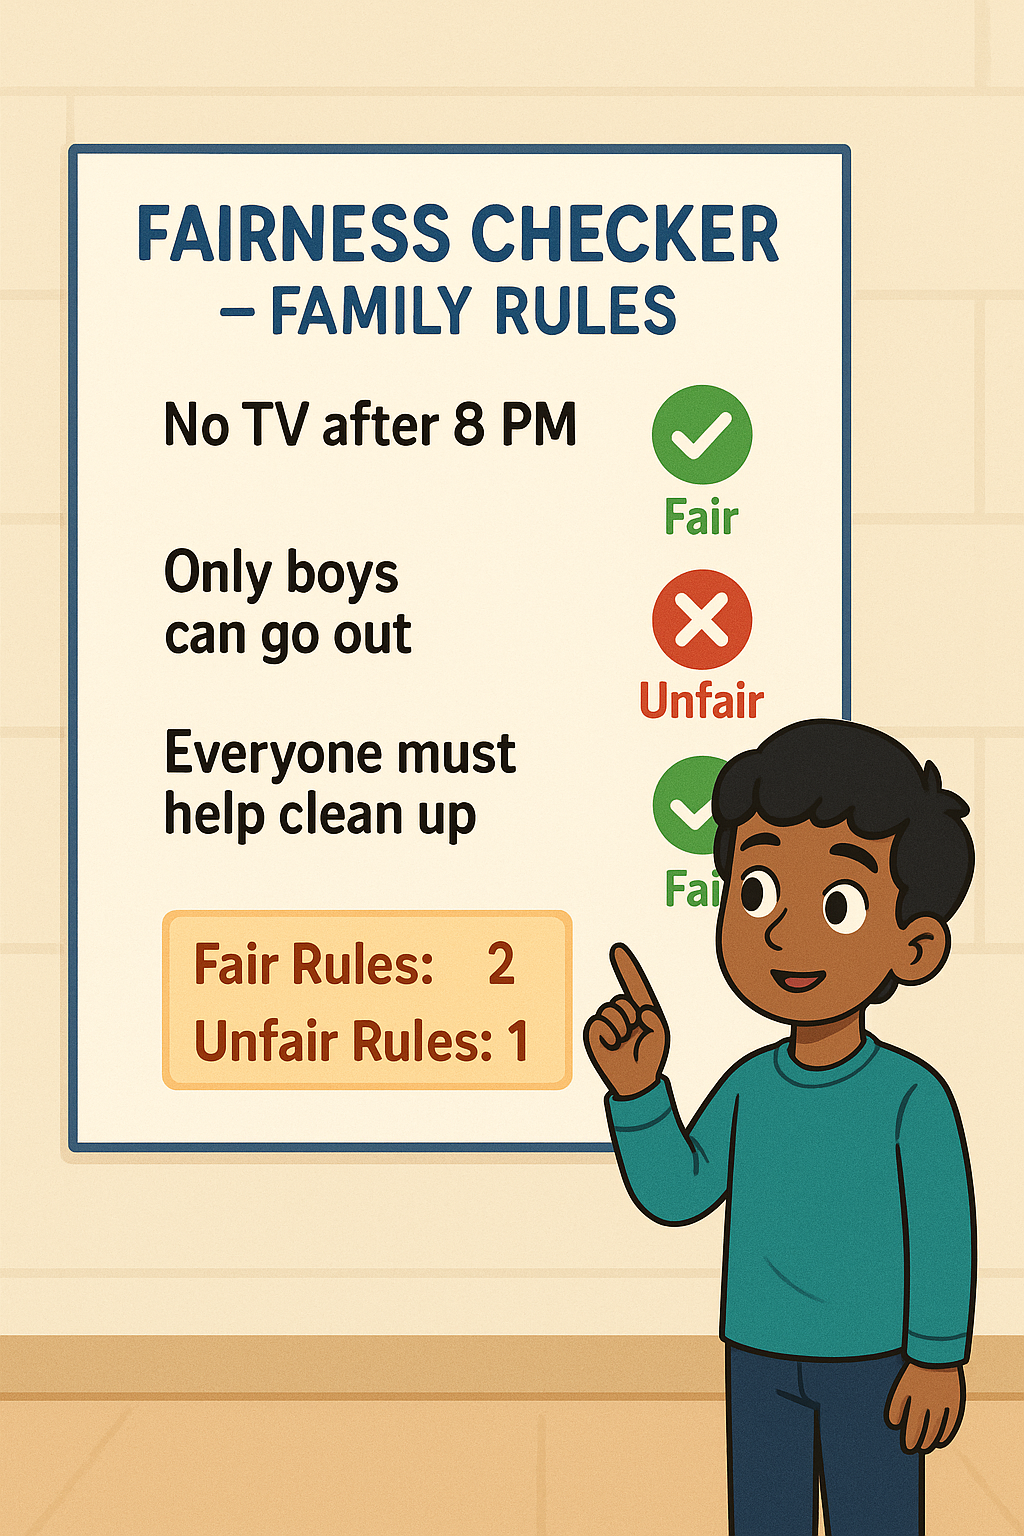 FAIRNESS CHECKER
– FAMILY RULES
No TV after 8 PM
Fair
Only boys
can go out
Unfair
Everyone must
help clean up
Fair Rules: 2
Unfair Rules: 1